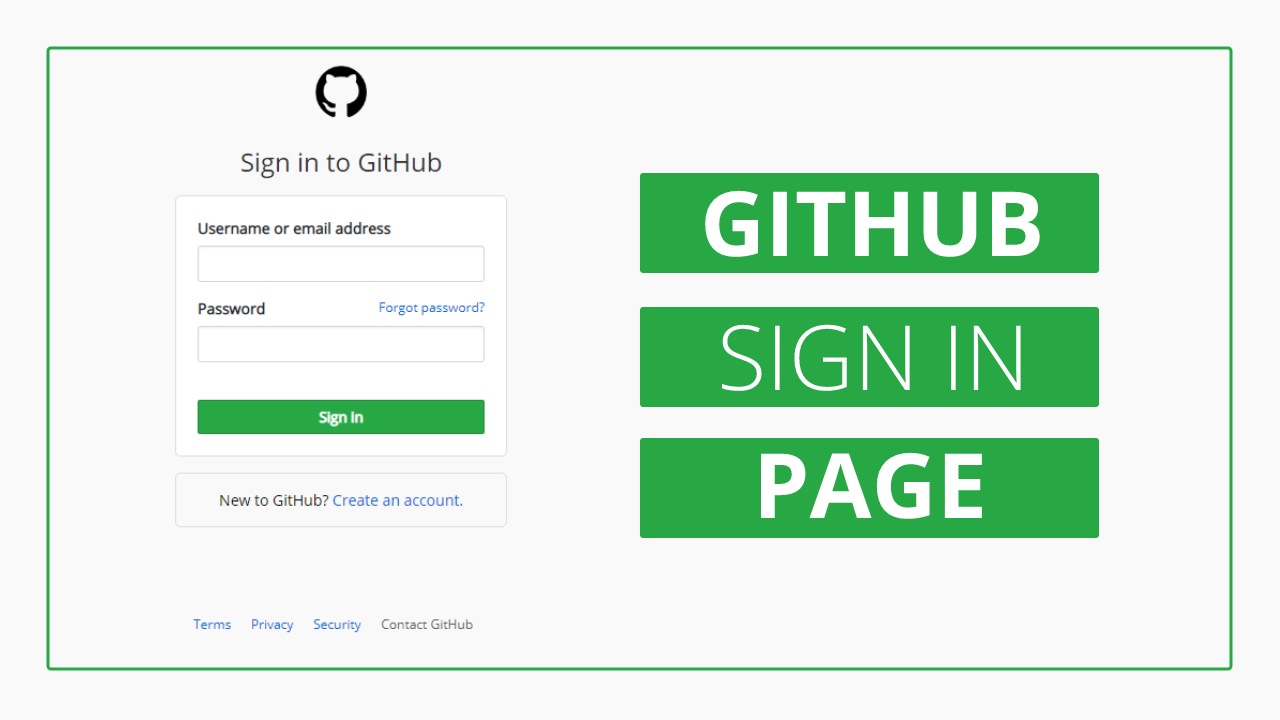 Sign in to GitHub
Username or email address
Password Forgot password?
Sign in
New to GitHub? Create an account.
Terms Privacy Security Contact GitHub
GITHUB
SIGN IN
PAGE